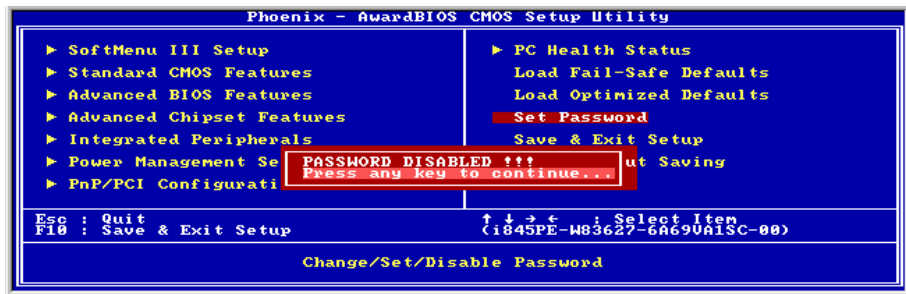 Phoenix - AwardBIOS CMOS Setup Utility
► SoftMenu III Setup
► Standard CMOS Features
► Advanced BIOS Features
► Advanced Chipset Features
► Integrated Peripherals
► Power Management Se
► PnP/PCI Configurati
► PC Health Status
Load Fail-Safe Defaults
Load Optimized Defaults
Set Password
Save & Exit Setup
ut Saving
PASSWORD DISABLED !!!
Press any key to continue...
Esc : Quit
F10 : Save & Exit Setup
↑ ↓ → ← : Select Item
(i845PE-W83627-6A69VA1SC-00)
Change/Set/Disable Password